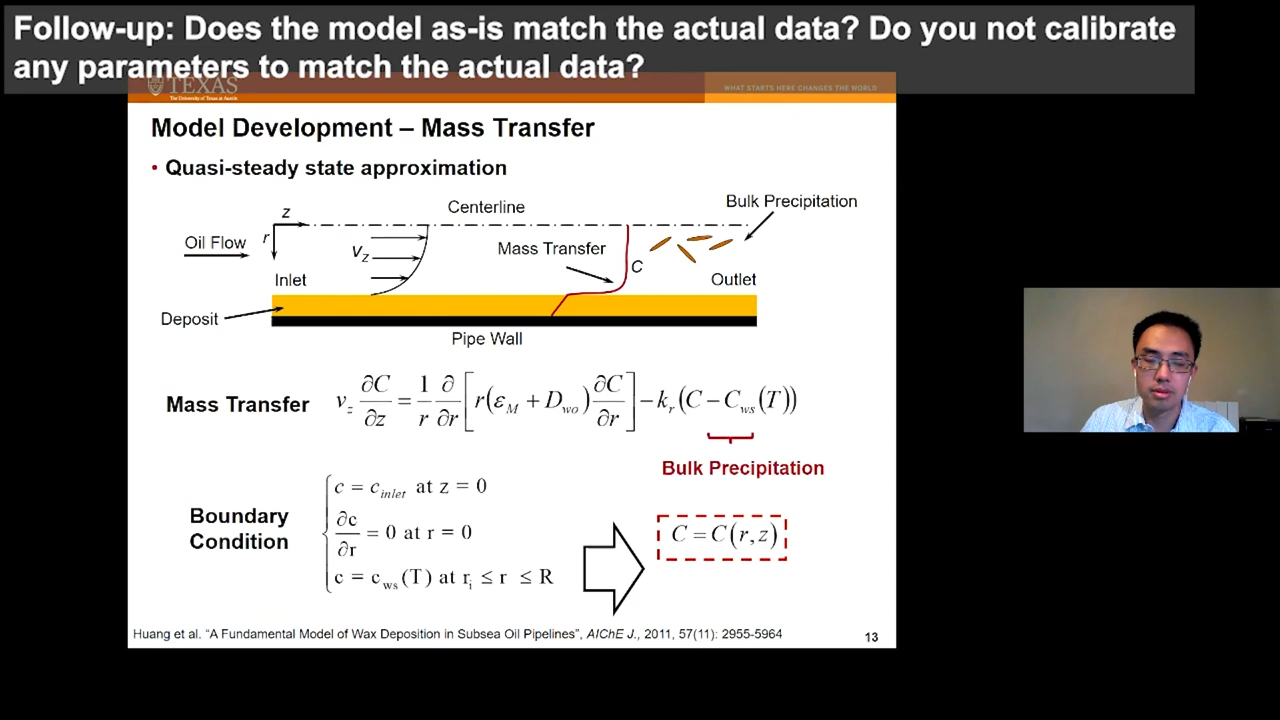 Follow-up: Does the model as-is match the actual data? Do you not calibrate
any parameters to match the actual data?
TEXAS
The University of Texas at Austin
WHAT STARTS HERE CHANGES THE WORLD
Model Development – Mass Transfer
• Quasi-steady state approximation
z
Centerline
Bulk Precipitation
Oil Flow
r
v_z
Mass Transfer
C
Inlet
Outlet
Deposit
Pipe Wall
Mass Transfer
v_z ∂C/∂z = 1/r ∂/∂r [r(ε_M + D_wo) ∂C/∂r] − k_r (C − C_ws(T))
Bulk Precipitation
Boundary
Condition
c = c_inlet at z = 0
∂c/∂r = 0 at r = 0
c = c_ws (T) at r_i ≤ r ≤ R
C = C(r, z)
Huang et al. “A Fundamental Model of Wax Deposition in Subsea Oil Pipelines”, AIChE J., 2011, 57(11): 2955-5964
13